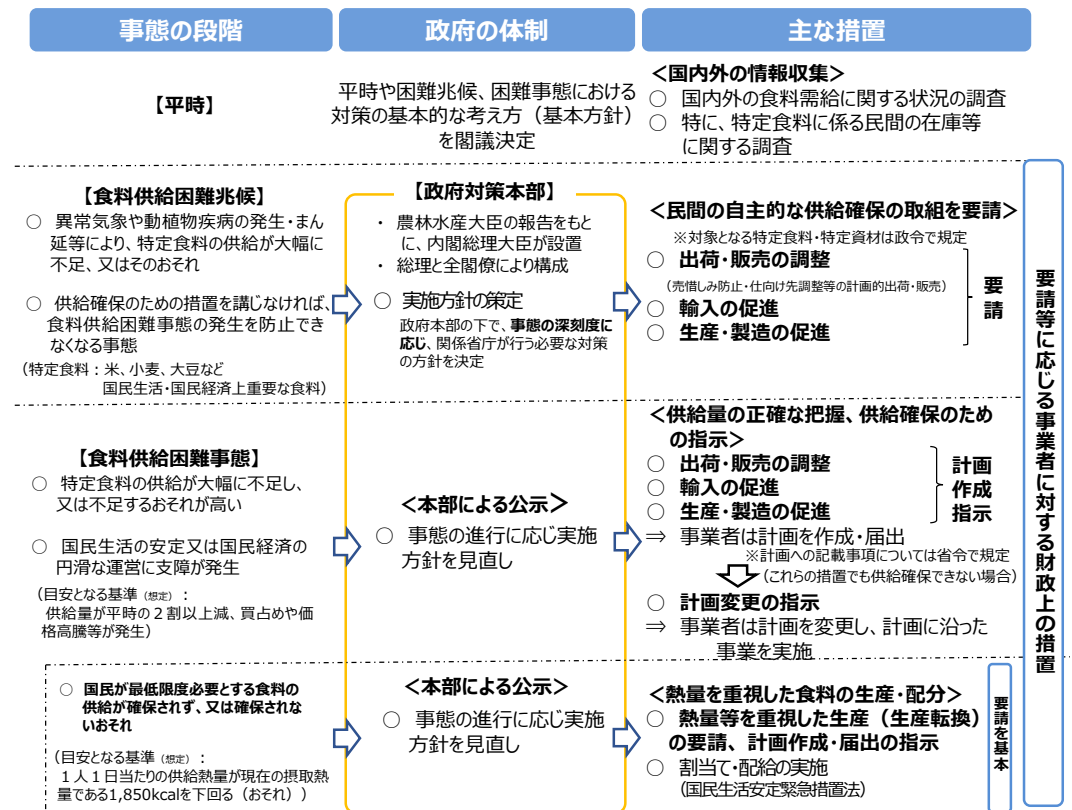 事態の段階
政府の体制
主な措置
【平時】
平時や困難兆候、困難事態における
対策の基本的な考え方（基本方針）
を閣議決定
＜国内外の情報収集＞
○ 国内外の食料需給に関する状況の調査
○ 特に、特定食料に係る民間の在庫等
に関する調査
【食料供給困難兆候】
○ 異常気象や動植物疾病の発生・まん
延等により、特定食料の供給が大幅に
不足、又はそのおそれ
○ 供給確保のための措置を講じなければ、
食料供給困難事態の発生を防止でき
なくなる事態
（特定食料：米、小麦、大豆など
国民生活・国民経済上重要な食料）
【政府対策本部】
・ 農林水産大臣の報告をもと
に、内閣総理大臣が設置
・ 総理と全閣僚により構成
○ 実施方針の策定
政府本部の下で、事態の深刻度に
応じ、関係省庁が行う必要な対策
の方針を決定
＜民間の自主的な供給確保の取組を要請＞
※対象となる特定食料・特定資材は政令で規定
○ 出荷・販売の調整
（売惜しみ防止・仕向け先調整等の計画的出荷・販売）
○ 輸入の促進
○ 生産・製造の促進
要請
【食料供給困難事態】
○ 特定食料の供給が大幅に不足し、
又は不足するおそれが高い
○ 国民生活の安定又は国民経済の
円滑な運営に支障が発生
（目安となる基準（想定）：
供給量が平時の２割以上減、買占めや価
格高騰等が発生）
＜本部による公示＞
○ 事態の進行に応じ実施
方針を見直し
＜供給量の正確な把握、供給確保のため
の指示＞
○ 出荷・販売の調整
○ 輸入の促進
○ 生産・製造の促進
計画
作成
指示
⇒ 事業者は計画を作成・届出
※計画への記載事項については省令で規定
（これらの措置でも供給確保できない場合）
○ 計画変更の指示
⇒ 事業者は計画を変更し、計画に沿った
事業を実施
○ 国民が最低限度必要とする食料の
供給が確保されず、又は確保されな
いおそれ
（目安となる基準（想定）：
１人１日当たりの供給熱量が現在の摂取熱
量である1,850kcalを下回る（おそれ））
＜本部による公示＞
○ 事態の進行に応じ実施
方針を見直し
＜熱量を重視した食料の生産・配分＞
○ 熱量等を重視した生産（生産転換）
の要請、計画作成・届出の指示
○ 割当て・配給の実施
（国民生活安定緊急措置法）
要請を基本
要請等に応じる事業者に対する財政上の措置